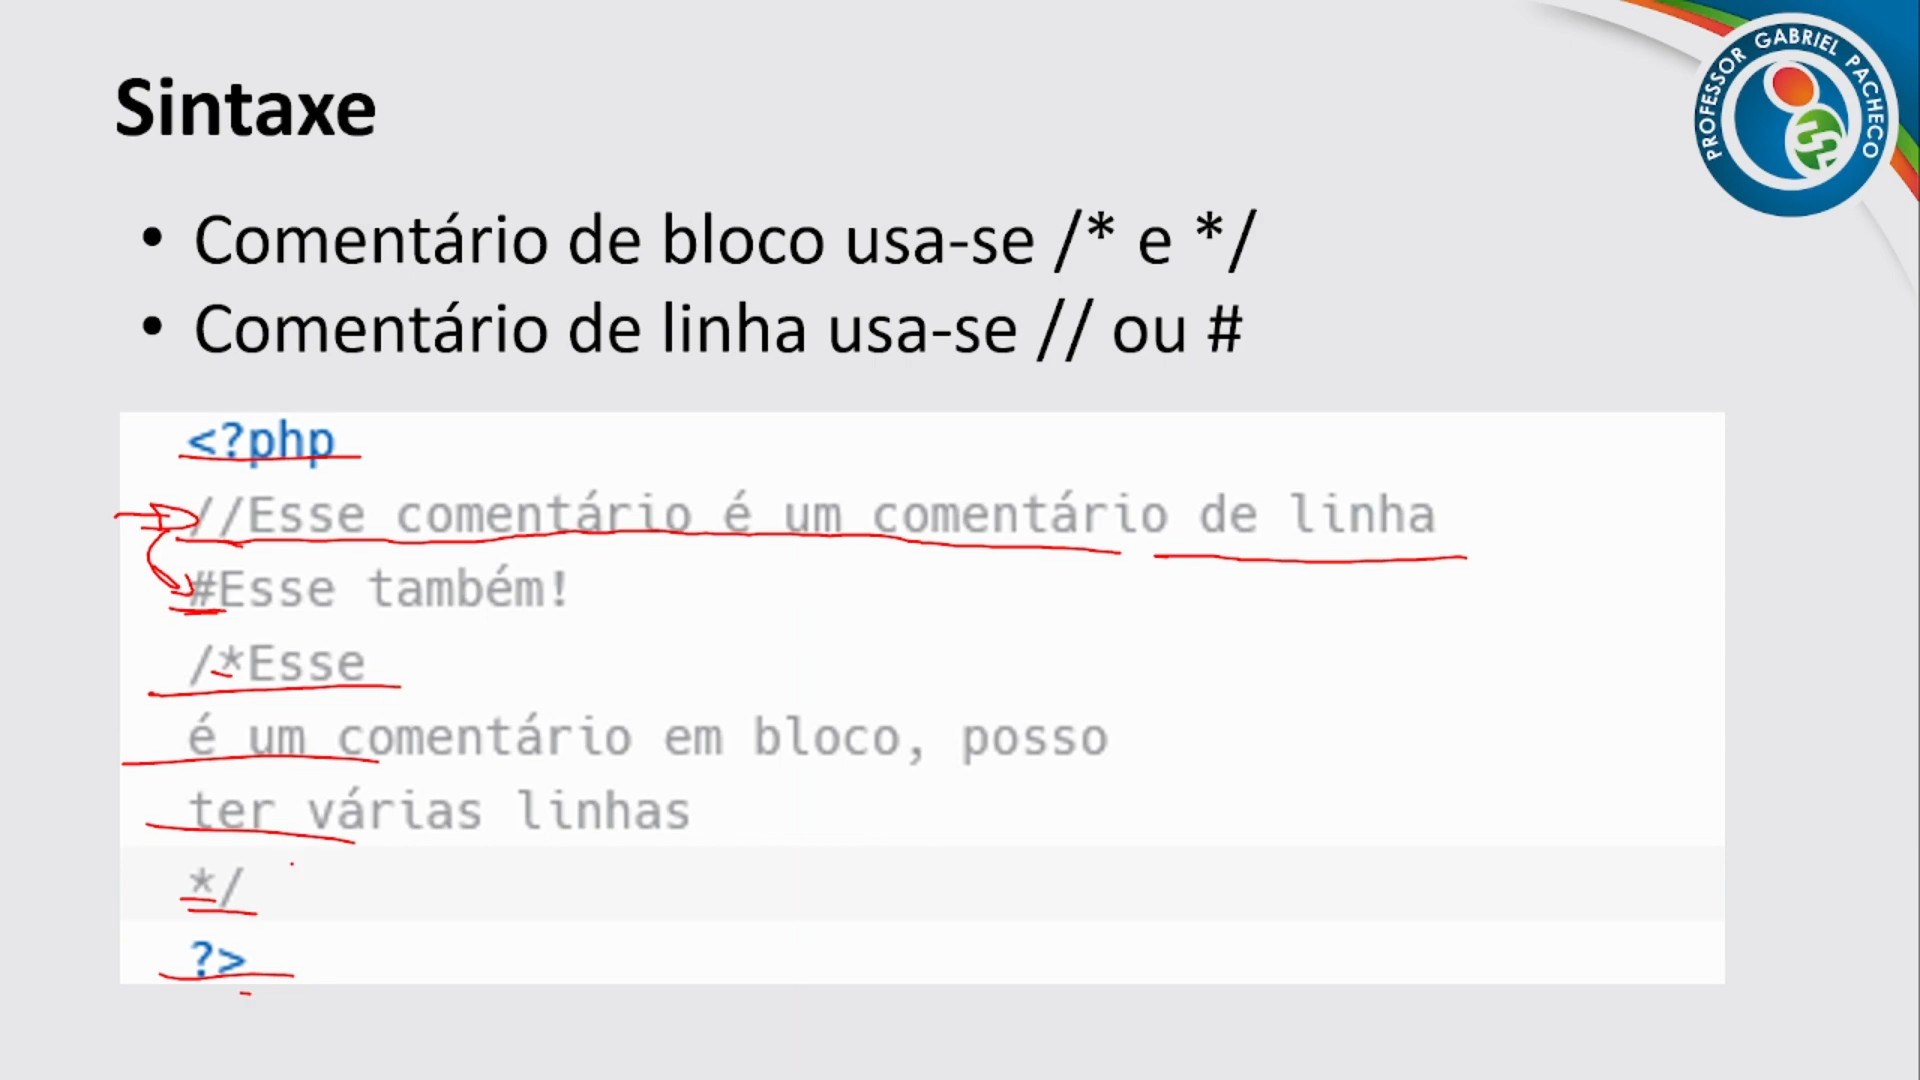 Sintaxe
PROFESSOR GABRIEL PACHECO
• Comentário de bloco usa-se /* e */
• Comentário de linha usa-se // ou #
<?php
//Esse comentário é um comentário de linha
#Esse também!
/*Esse
é um comentário em bloco, posso
ter várias linhas
*/
?>